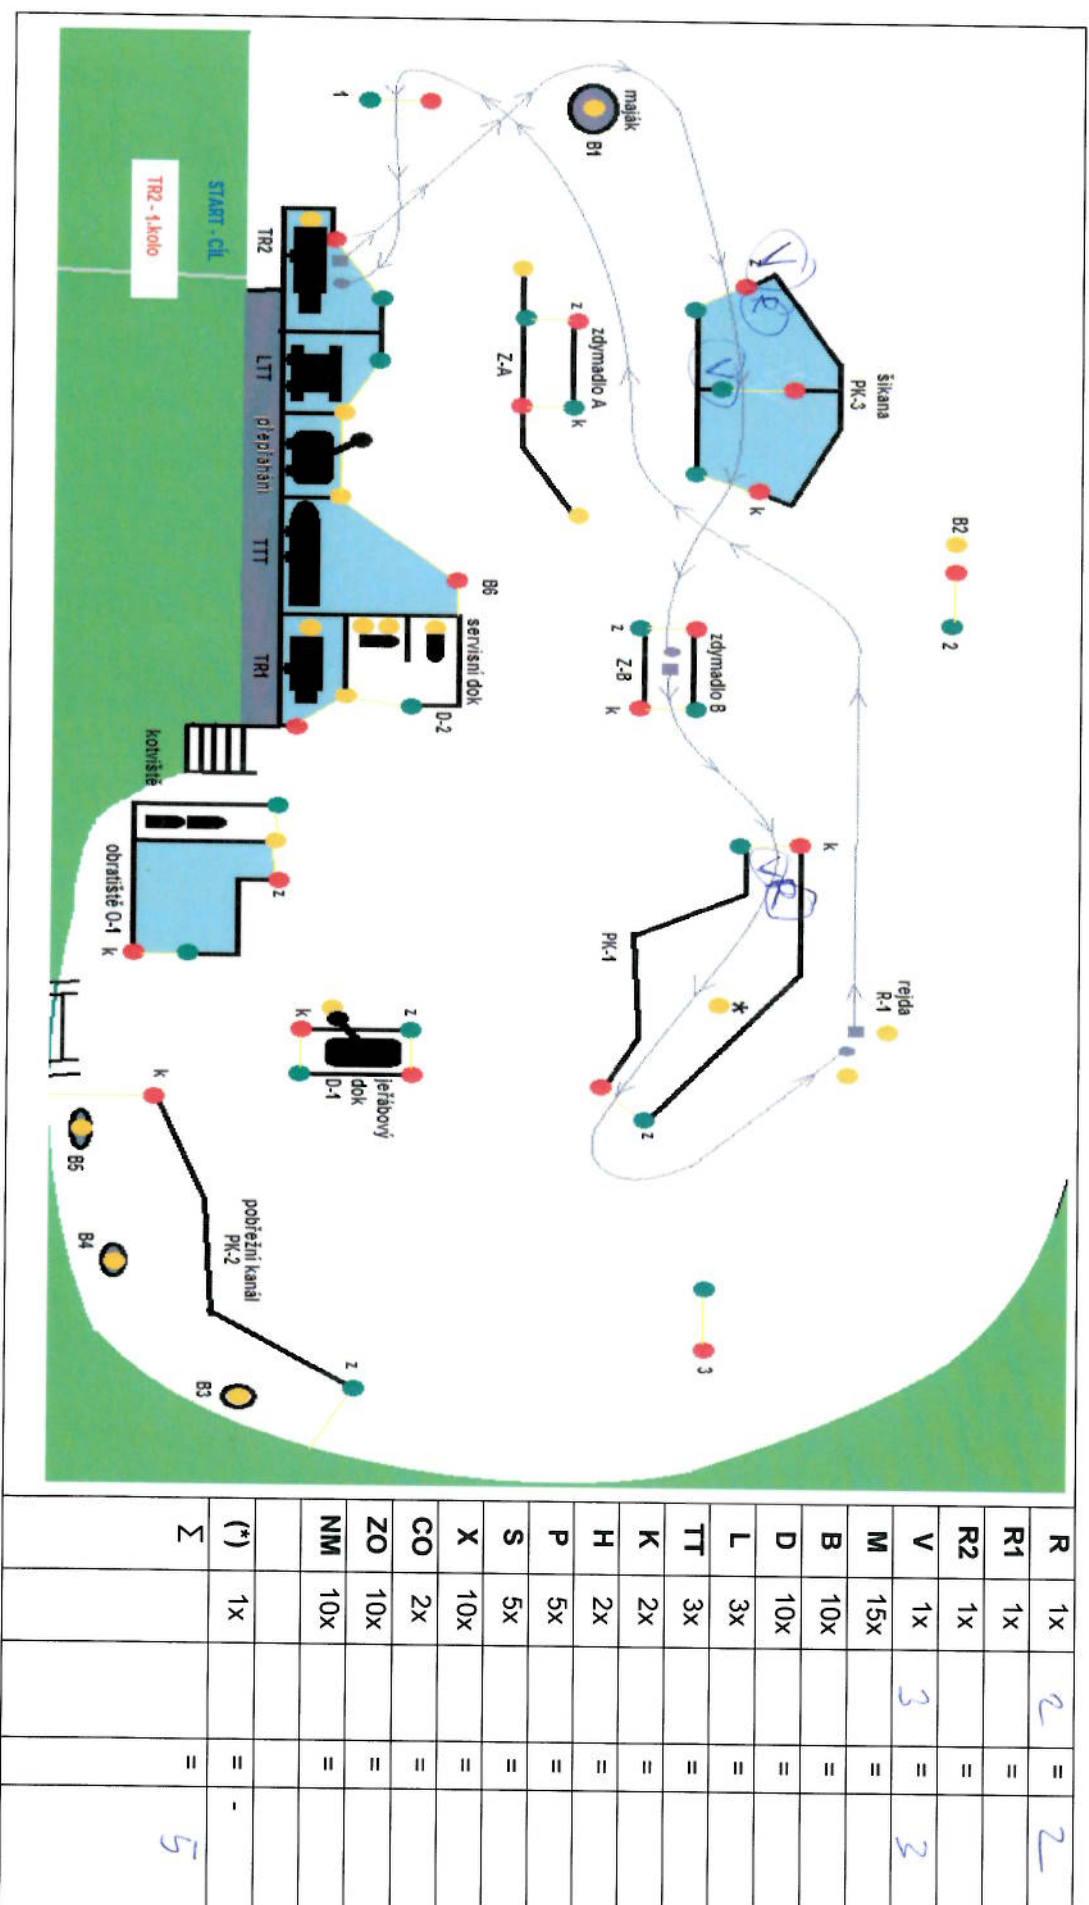 maják
B1
1
START - CÍL
TR2 - 1.kolo
TR2
LTT
přepřahání
TTT
TR1
šikana
PK-3
z
V
R
V
k
zdymadlo A
z
k
Z-A
B2
2
B6
servisní dok
D-2
zdymadlo B
z
Z-B
k
k
V
R
PK-1
*
z
rejda
R-1
kotviště
obratiště O-1
z
k
z
k
jeřábový
dok
D-1
3
k
pobřežní kanál
PK-2
z
B5
B4
B3
R 1x 2 = 2
R1 1x =
R2 1x =
V 1x 3 = 3
M 15x =
B 10x =
D 10x =
L 3x =
TT 3x =
K 2x =
H 2x =
P 5x =
S 5x =
X 10x =
CO 2x =
ZO 10x =
NM 10x =
(*) 1x = -
Σ = 5